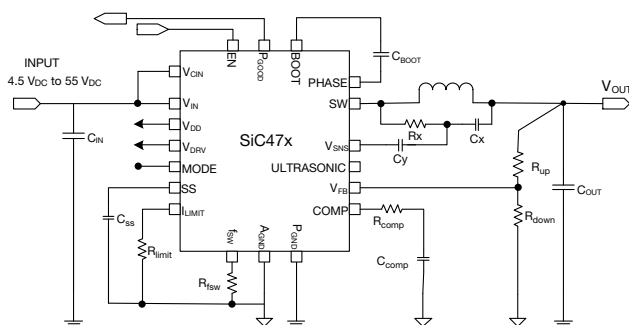 EN
PGOOD
BOOT
CBOOT
INPUT
4.5 VDC to 55 VDC
VCIN
VIN
VDD
VDRV
MODE
SS
ILIMIT
SiC47x
PHASE
SW
VSNS
ULTRASONIC
VFB
COMP
fSW
AGND
PGND
VOUT
CIN
Rx
Cx
Cy
Rup
Rdown
COUT
Css
Rlimit
Rfsw
Rcomp
Ccomp